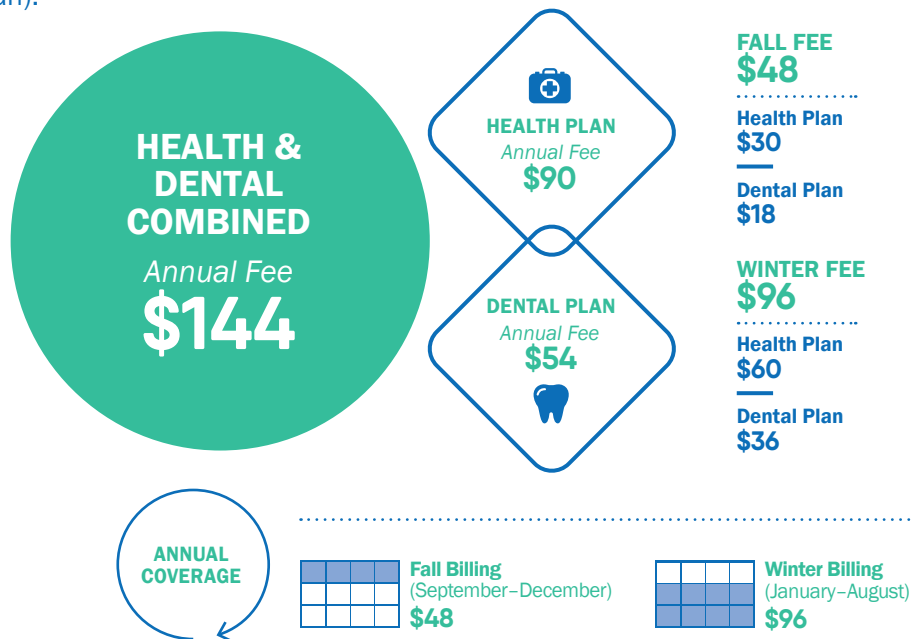 HEALTH &
DENTAL
COMBINED
Annual Fee
$144
HEALTH PLAN
Annual Fee
$90
DENTAL PLAN
Annual Fee
$54
FALL FEE
$48
Health Plan
$30
Dental Plan
$18
WINTER FEE
$96
Health Plan
$60
Dental Plan
$36
ANNUAL
COVERAGE
Fall Billing
(September–December)
$48
Winter Billing
(January–August)
$96